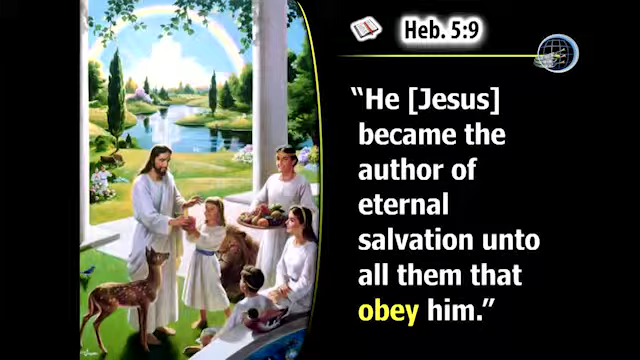 Heb. 5:9
“He [Jesus]
became the
author of
eternal
salvation unto
all them that
obey him.”